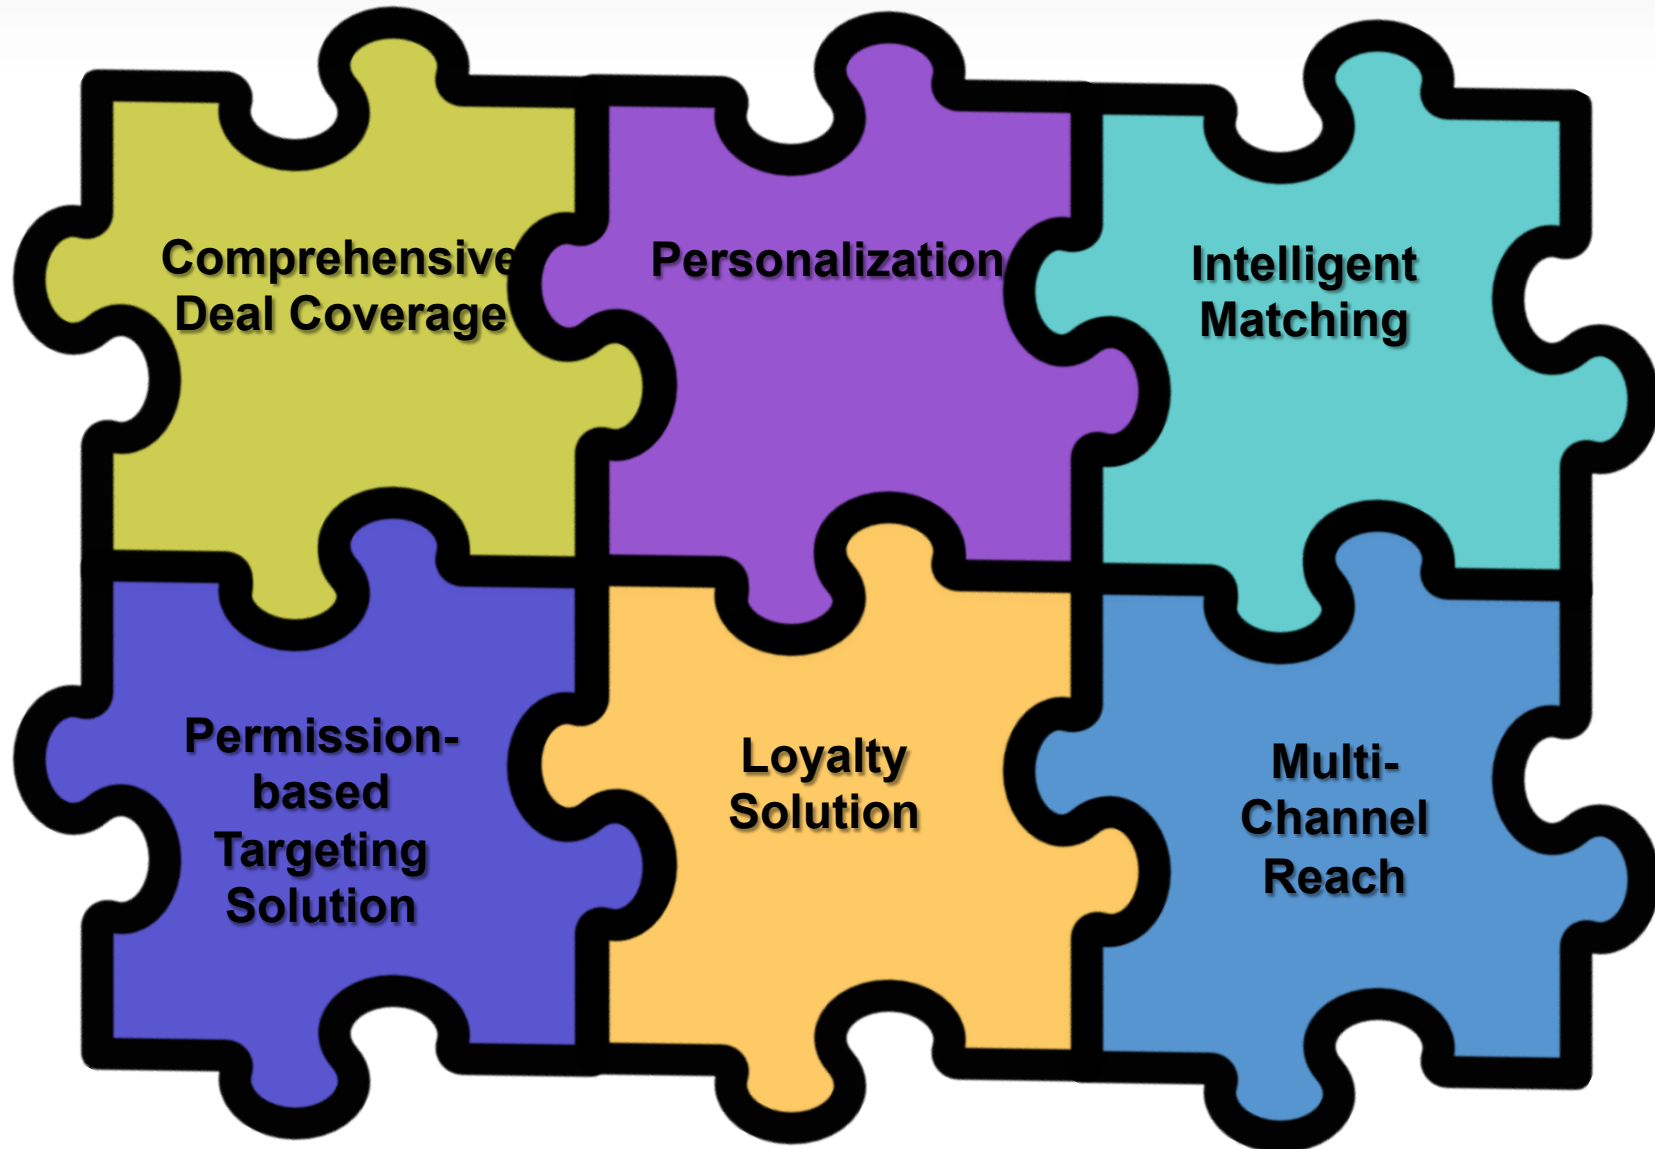 Comprehensive
Deal Coverage
Personalization
Intelligent
Matching
Permission-
based
Targeting
Solution
Loyalty
Solution
Multi-
Channel
Reach